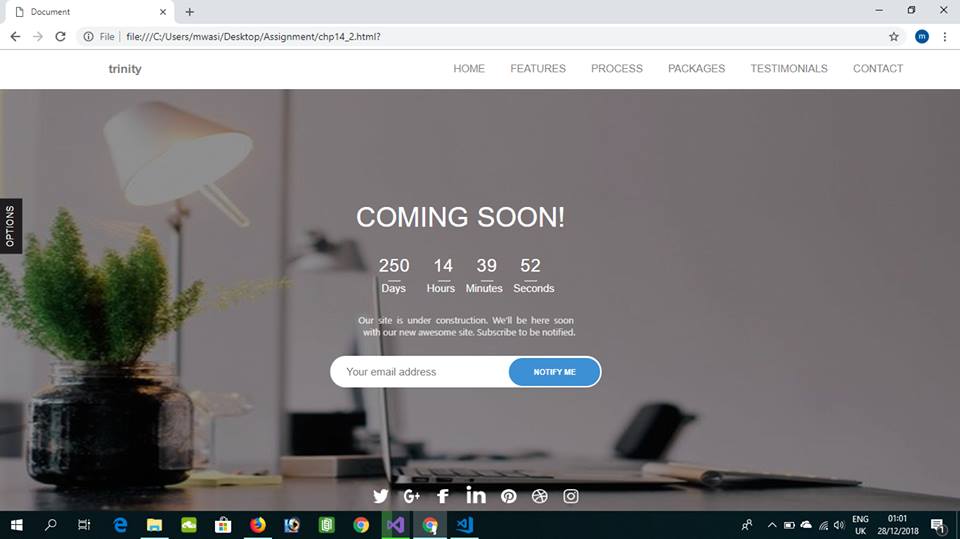 Document
File
file:///C:/Users/mwasi/Desktop/Assignment/chp14_2.html?
m
trinity
HOME FEATURES PROCESS PACKAGES TESTIMONIALS CONTACT
OPTIONS
COMING SOON!
250 14 39 52
Days Hours Minutes Seconds
Our site is under construction. We'll be here soon
with our new awesome site. Subscribe to be notified.
Your email address NOTIFY ME
ENG 01:01
UK 28/12/2018
1